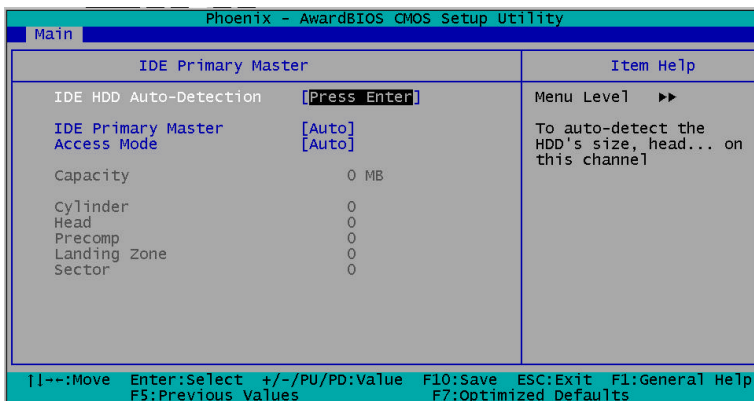 Phoenix - AwardBIOS CMOS Setup Utility
Main
IDE Primary Master
Item Help
IDE HDD Auto-Detection [Press Enter]
Menu Level ▸▸
IDE Primary Master [Auto]
Access Mode [Auto]
To auto-detect the
HDD's size, head... on
this channel
Capacity 0 MB
Cylinder 0
Head 0
Precomp 0
Landing Zone 0
Sector 0
↑↓→←:Move Enter:Select +/-/PU/PD:Value F10:Save ESC:Exit F1:General Help
F5:Previous Values F7:Optimized Defaults